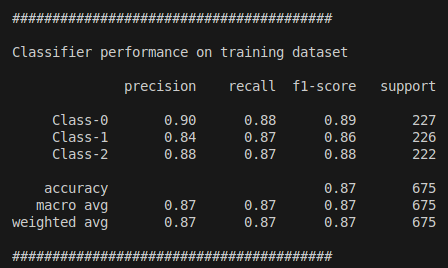 ########################################
Classifier performance on training dataset
precision recall f1-score support
Class-0 0.90 0.88 0.89 227
Class-1 0.84 0.87 0.86 226
Class-2 0.88 0.87 0.88 222
accuracy 0.87 675
macro avg 0.87 0.87 0.87 675
weighted avg 0.87 0.87 0.87 675
########################################